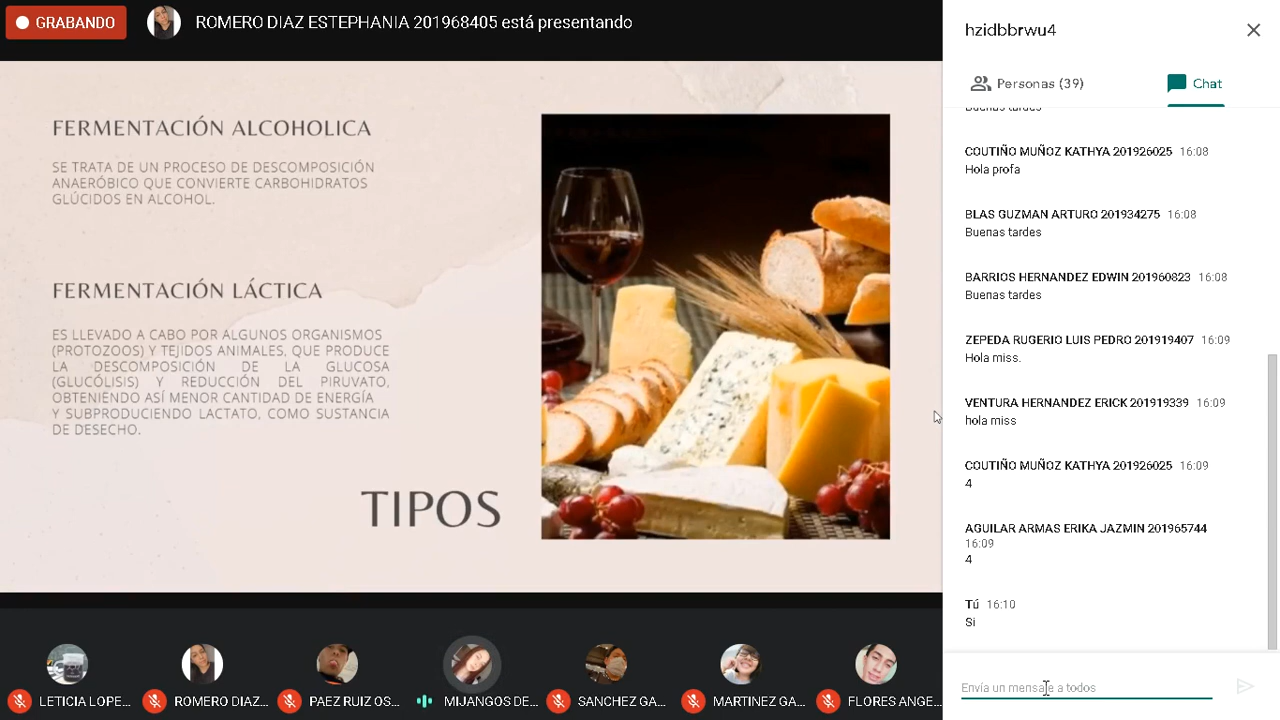 GRABANDO
ROMERO DIAZ ESTEPHANIA 201968405 está presentando
FERMENTACIÓN ALCOHOLICA
SE TRATA DE UN PROCESO DE DESCOMPOSICIÓN
ANAERÓBICO QUE CONVIERTE CARBOHIDRATOS
GLÚCIDOS EN ALCOHOL.
FERMENTACIÓN LÁCTICA
ES LLEVADO A CABO POR ALGUNOS ORGANISMOS
(PROTOZOOS) Y TEJIDOS ANIMALES, QUE PRODUCE
LA DESCOMPOSICIÓN DE LA GLUCOSA
(GLUCÓLISIS) Y REDUCCIÓN DEL PIRUVATO,
OBTENIENDO ASÍ MENOR CANTIDAD DE ENERGÍA
Y SUBPRODUCIENDO LACTATO, COMO SUSTANCIA
DE DESECHO.
TIPOS
LETICIA LOPE...
ROMERO DIAZ...
PAEZ RUIZ OS...
MIJANGOS DE...
SANCHEZ GA...
MARTINEZ GA...
FLORES ANGE...
hzidbbrwu4
Personas (39)
Chat
Buenas tardes
COUTIÑO MUÑOZ KATHYA 201926025 16:08
Hola profa
BLAS GUZMAN ARTURO 201934275 16:08
Buenas tardes
BARRIOS HERNANDEZ EDWIN 201960823 16:08
Buenas tardes
ZEPEDA RUGERIO LUIS PEDRO 201919407 16:09
Hola miss.
VENTURA HERNANDEZ ERICK 201919339 16:09
hola miss
COUTIÑO MUÑOZ KATHYA 201926025 16:09
4
AGUILAR ARMAS ERIKA JAZMIN 201965744
16:09
4
Tú 16:10
Si
Envía un mensaje a todos